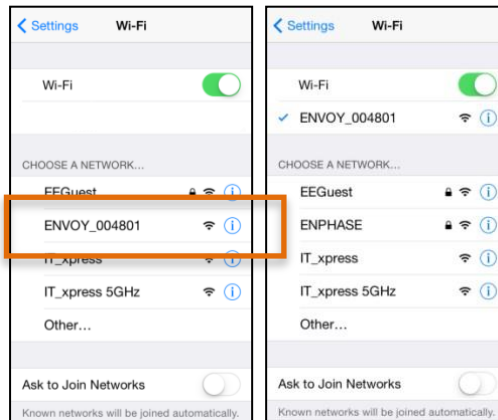 Settings Wi-Fi
Wi-Fi
CHOOSE A NETWORK...
EEGuest
ENVOY_004801
IT_xpress
IT_xpress 5GHz
Other...
Ask to Join Networks
Known networks will be joined automatically.
Settings Wi-Fi
Wi-Fi
ENVOY_004801
CHOOSE A NETWORK...
EEGuest
ENPHASE
IT_xpress
IT_xpress 5GHz
Other...
Ask to Join Networks
Known networks will be joined automatically.